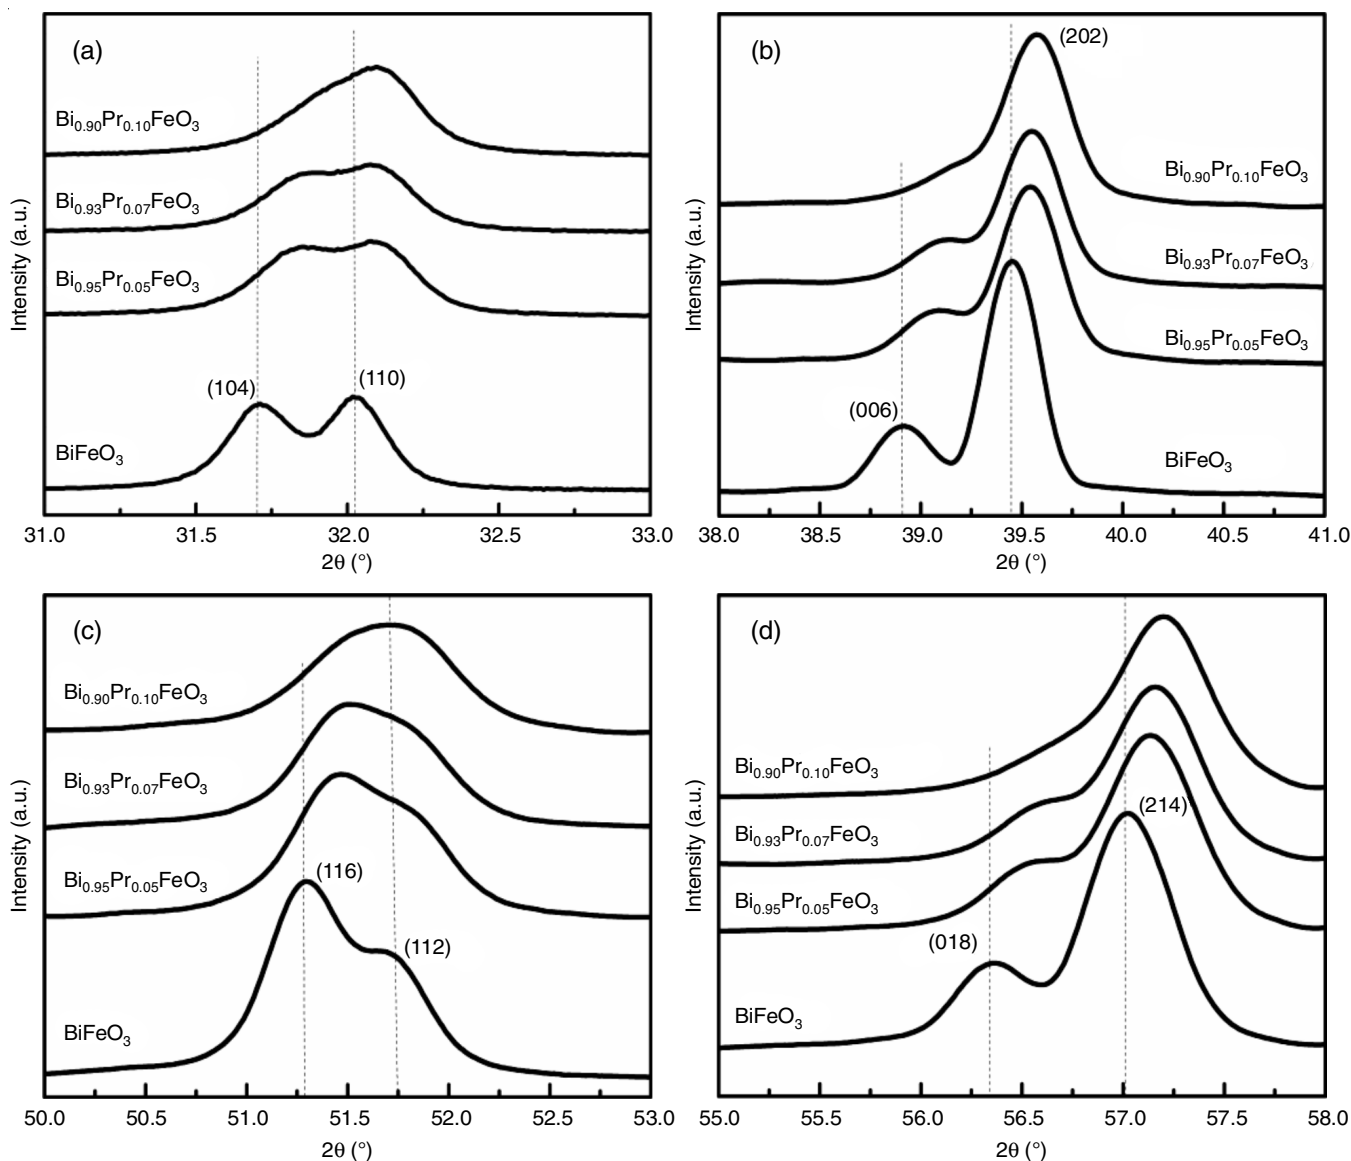 (a)
Bi0.90Pr0.10FeO3
Bi0.93Pr0.07FeO3
Bi0.95Pr0.05FeO3
(104)
(110)
BiFeO3
Intensity (a.u.)
31.0 31.5 32.0 32.5 33.0
2θ (°)
(b)
(202)
Bi0.90Pr0.10FeO3
Bi0.93Pr0.07FeO3
Bi0.95Pr0.05FeO3
(006)
BiFeO3
Intensity (a.u.)
38.0 38.5 39.0 39.5 40.0 40.5 41.0
2θ (°)
(c)
Bi0.90Pr0.10FeO3
Bi0.93Pr0.07FeO3
Bi0.95Pr0.05FeO3
(116)
(112)
BiFeO3
Intensity (a.u.)
50.0 50.5 51.0 51.5 52.0 52.5 53.0
2θ (°)
(d)
Bi0.90Pr0.10FeO3
(214)
Bi0.93Pr0.07FeO3
Bi0.95Pr0.05FeO3
(018)
BiFeO3
Intensity (a.u.)
55.0 55.5 56.0 56.5 57.0 57.5 58.0
2θ (°)